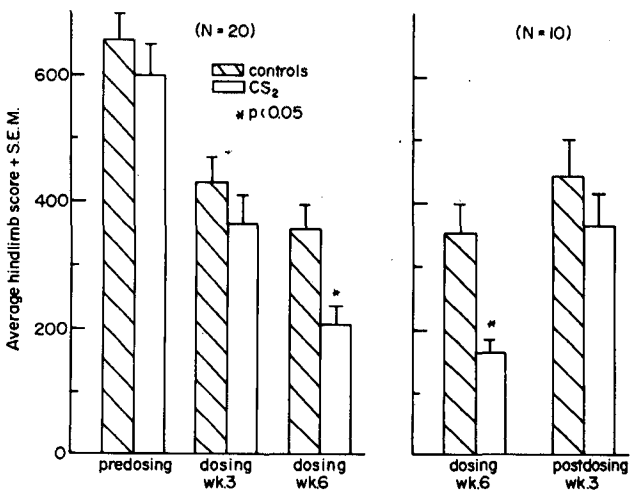 (N = 20)
(N = 10)
controls
CS₂
* p<0.05
Average hindlimb score + S.E.M.
600
400
200
0
predosing
dosing
wk.3
dosing
wk.6
dosing
wk.6
postdosing
wk.3
*
*